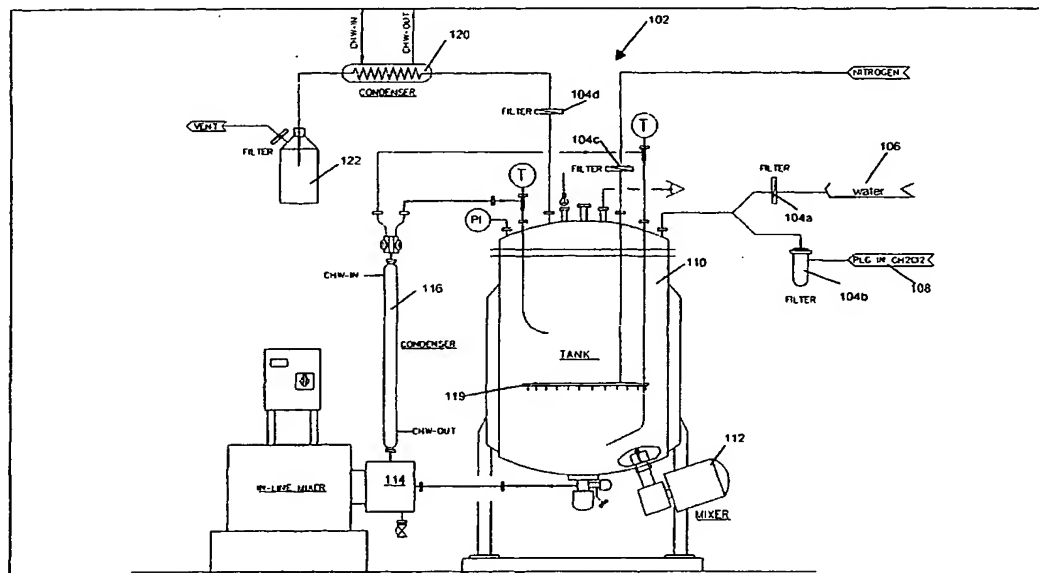 CHW-IN
CHW-OUT
120
102
CONDENSER
NITROGEN
FILTER
104d
T
104c
FILTER
VENT
FILTER
122
T
FILTER
106
water
104a
PI
110
PLG IN CH2Cl2
104b
108
FILTER
CHW-IN
116
CONDENSER
TANK
119
CHW-OUT
112
IN-LINE MIXER
114
MIXER